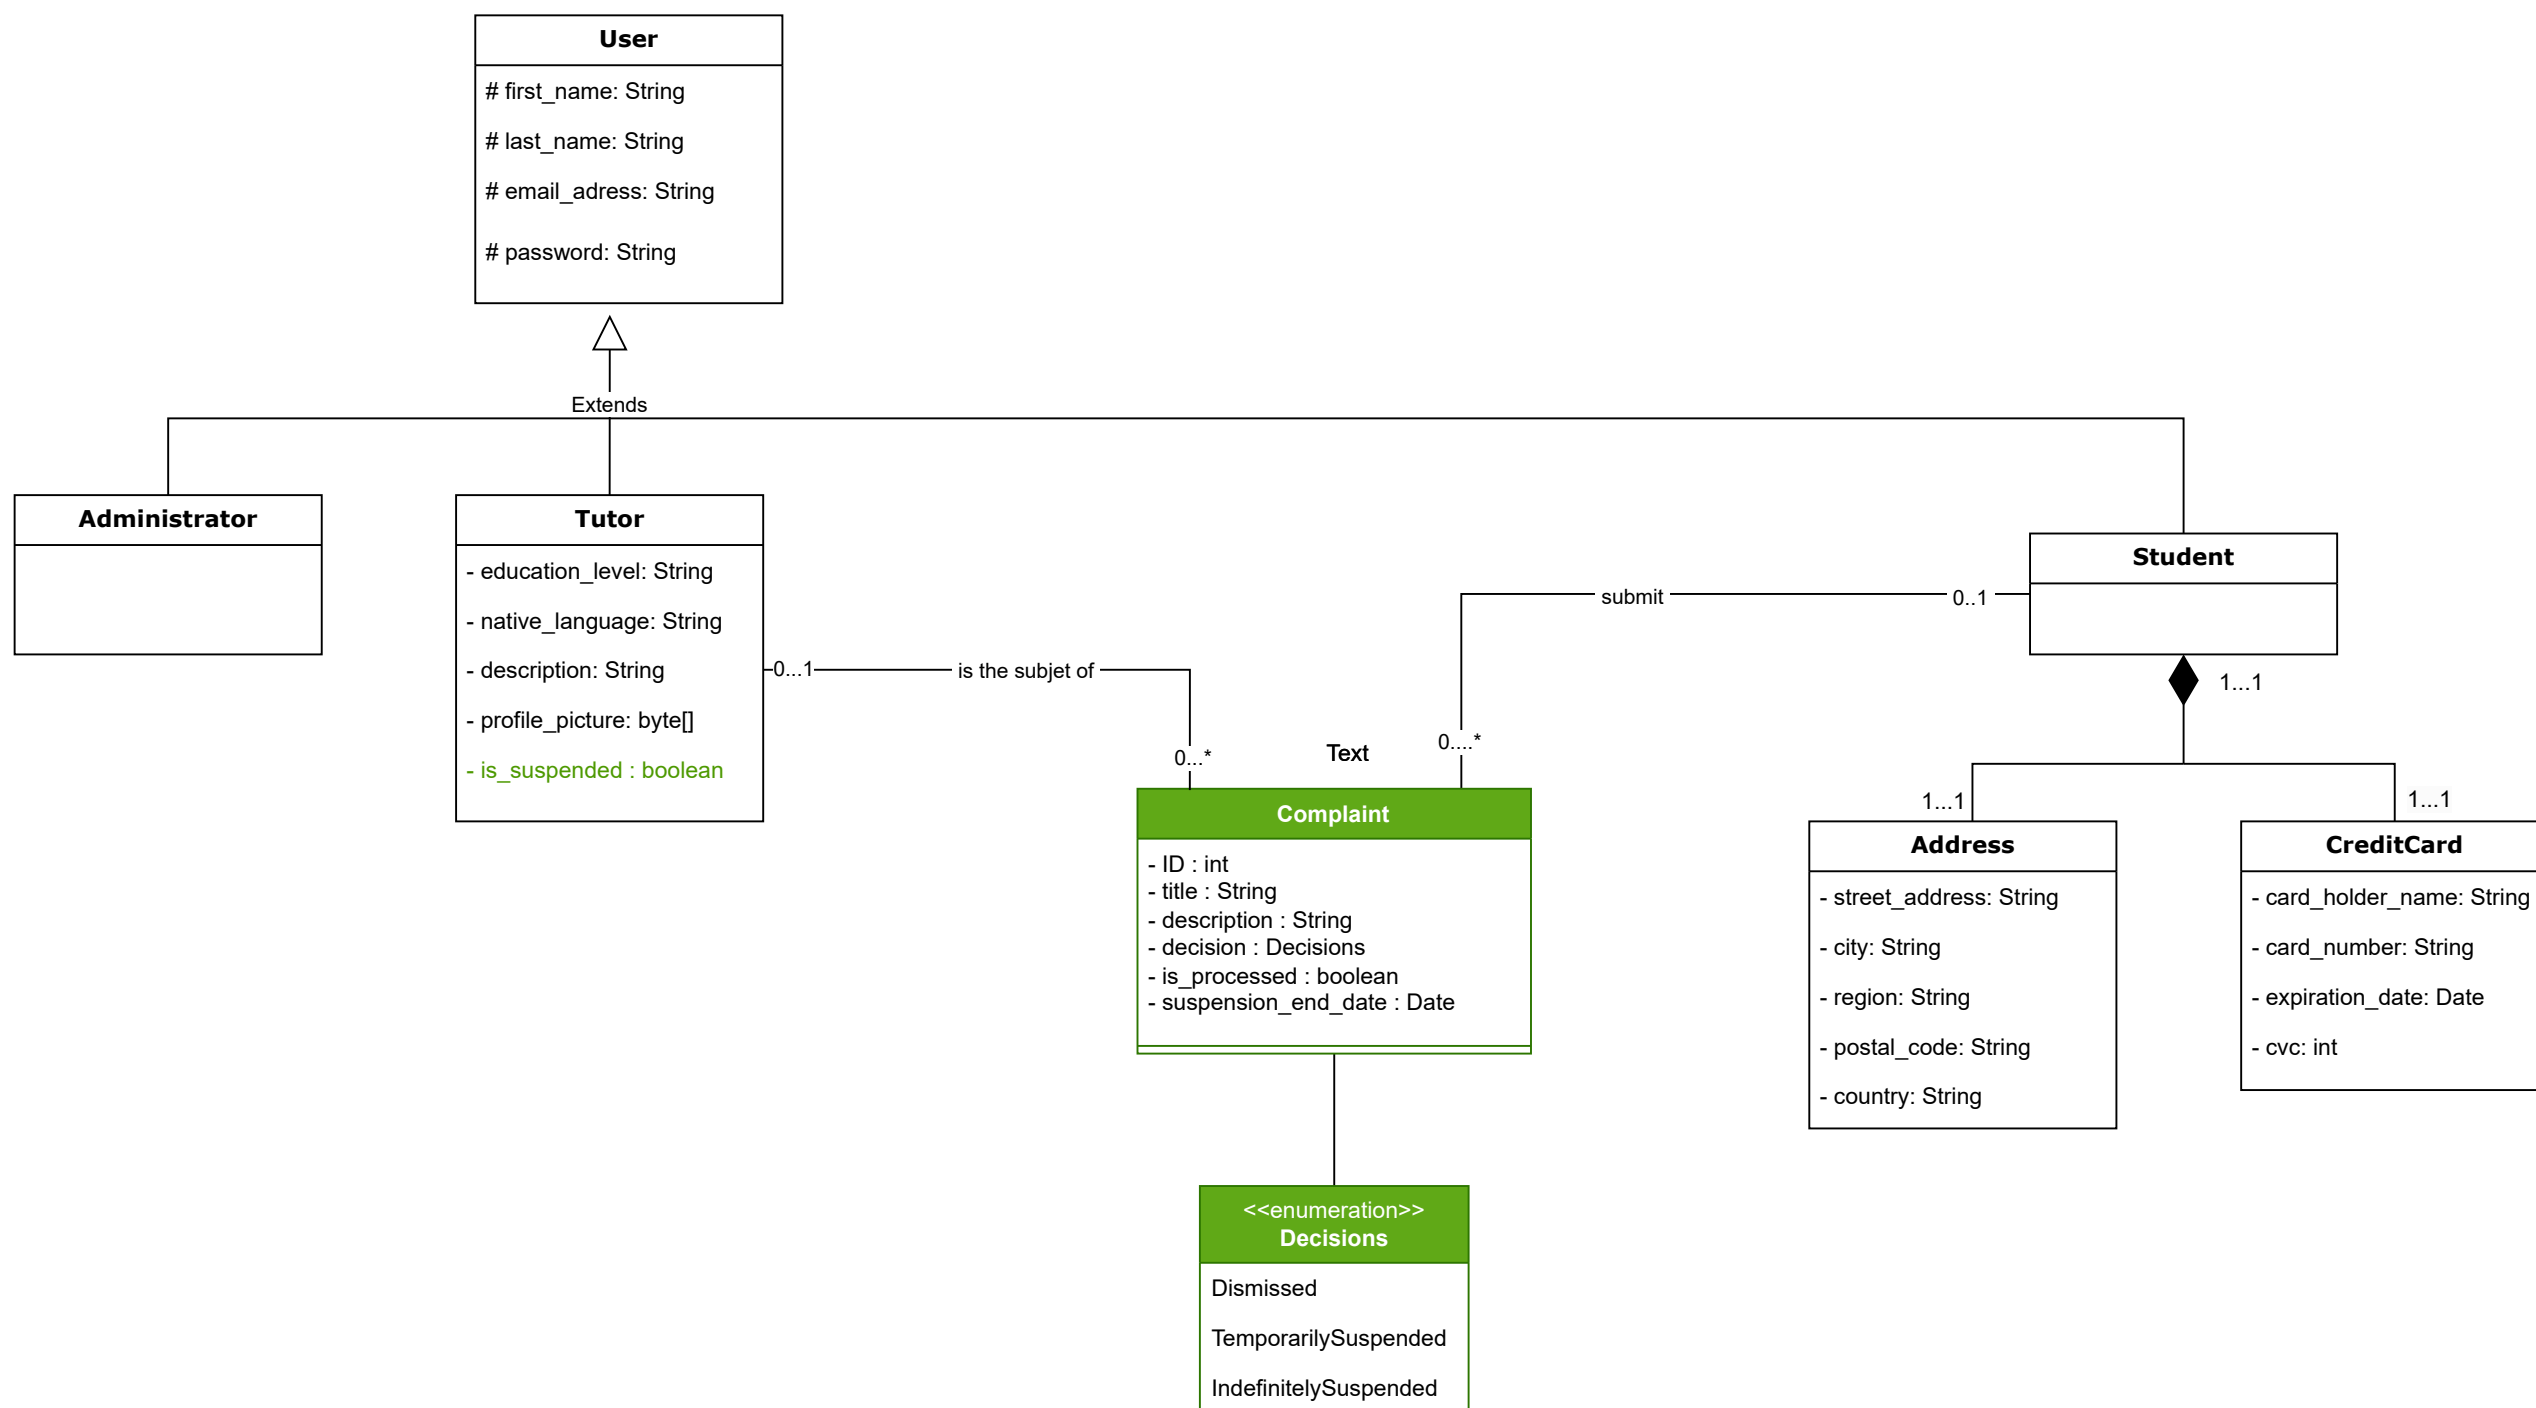 User
# first_name: String
# last_name: String
# email_adress: String
# password: String
Extends
Administrator
Tutor
- education_level: String
- native_language: String
- description: String
- profile_picture: byte[]
- is_suspended : boolean
0...1
is the subjet of
0...*
Text
submit
0..1
0....*
Student
1...1
Complaint
- ID : int
- title : String
- description : String
- decision : Decisions
- is_processed : boolean
- suspension_end_date : Date
1...1
1...1
Address
- street_address: String
- city: String
- region: String
- postal_code: String
- country: String
CreditCard
- card_holder_name: String
- card_number: String
- expiration_date: Date
- cvc: int
<<enumeration>>
Decisions
Dismissed
TemporarilySuspended
IndefinitelySuspended